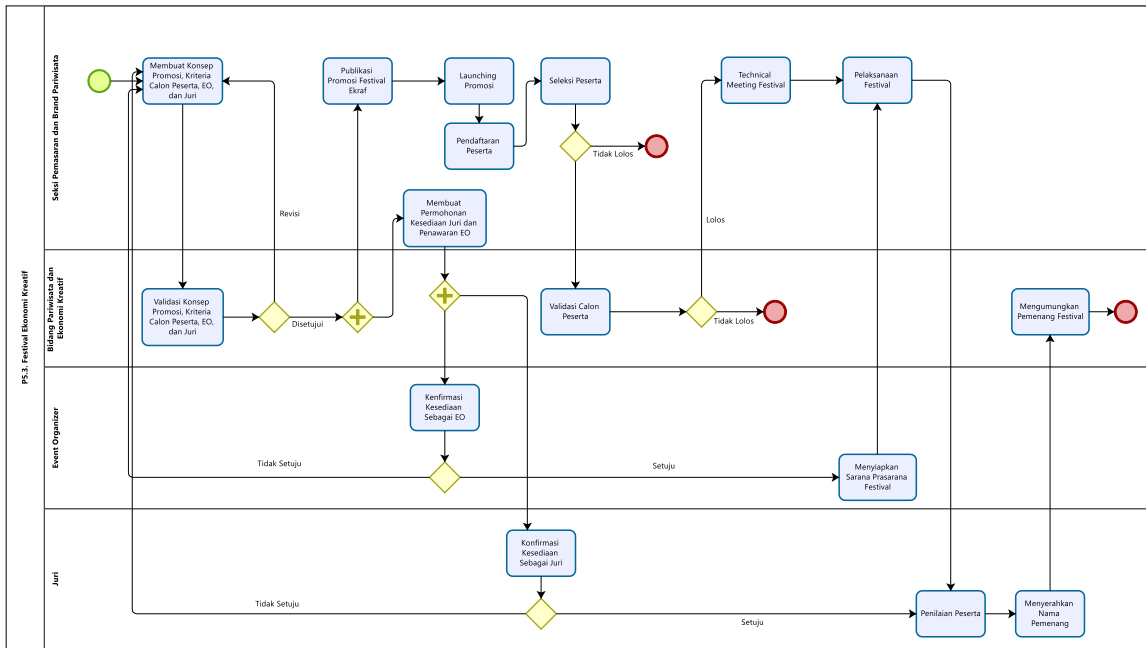 P5.3. Festival Ekonomi Kreatif
Seksi Pemasaran dan Brand Pariwisata
Membuat Konsep
Promosi, Kriteria
Calon Peserta, EO,
dan Juri
Publikasi
Promosi Festival
Ekraf
Launching
Promosi
Pendaftaran
Peserta
Seleksi Peserta
Tidak Lolos
Technical
Meeting Festival
Pelaksanaan
Festival
Membuat
Permohonan
Kesediaan Juri dan
Penawaran EO
Revisi
Lolos
Bidang Pariwisata dan
Ekonomi Kreatif
Validasi Konsep
Promosi, Kriteria
Calon Peserta, EO,
dan Juri
Disetujui
Validasi Calon
Peserta
Tidak Lolos
Mengumungkan
Pemenang Festival
Event Organizer
Kenfirmasi
Kesediaan
Sebagai EO
Tidak Setuju
Setuju
Menyiapkan
Sarana Prasarana
Festival
Juri
Konfirmasi
Kesediaan
Sebagai Juri
Tidak Setuju
Setuju
Penilaian Peserta
Menyerahkan
Nama
Pemenang